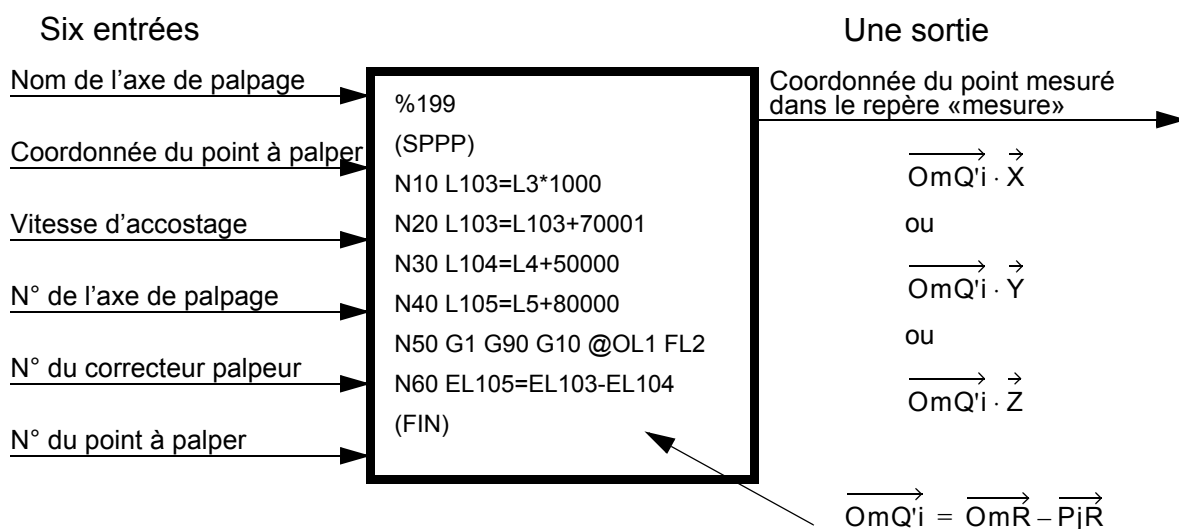 Six entrées
Nom de l’axe de palpage
Coordonnée du point à palper
Vitesse d’accostage
N° de l’axe de palpage
N° du correcteur palpeur
N° du point à palper
%199
(SPPP)
N10 L103=L3*1000
N20 L103=L103+70001
N30 L104=L4+50000
N40 L105=L5+80000
N50 G1 G90 G10 @OL1 FL2
N60 EL105=EL103-EL104
(FIN)
Une sortie
Coordonnée du point mesuré
dans le repère «mesure»
OmQ'i · X
ou
OmQ'i · Y
ou
OmQ'i · Z
OmQ'i = OmR – PjR